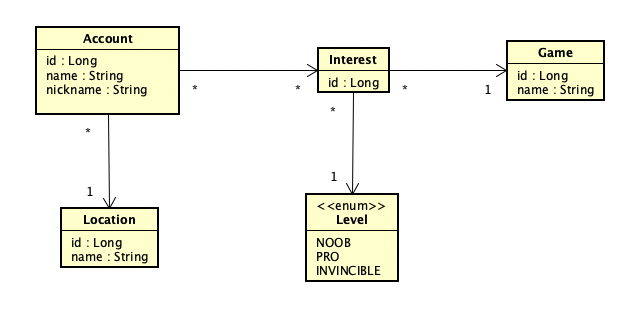 Account
id : Long
name : String
nickname : String
Interest
id : Long
Game
id : Long
name : String
*
*
*
1
*
1
*
1
Location
id : Long
name : String
<<enum>>
Level
NOOB
PRO
INVINCIBLE